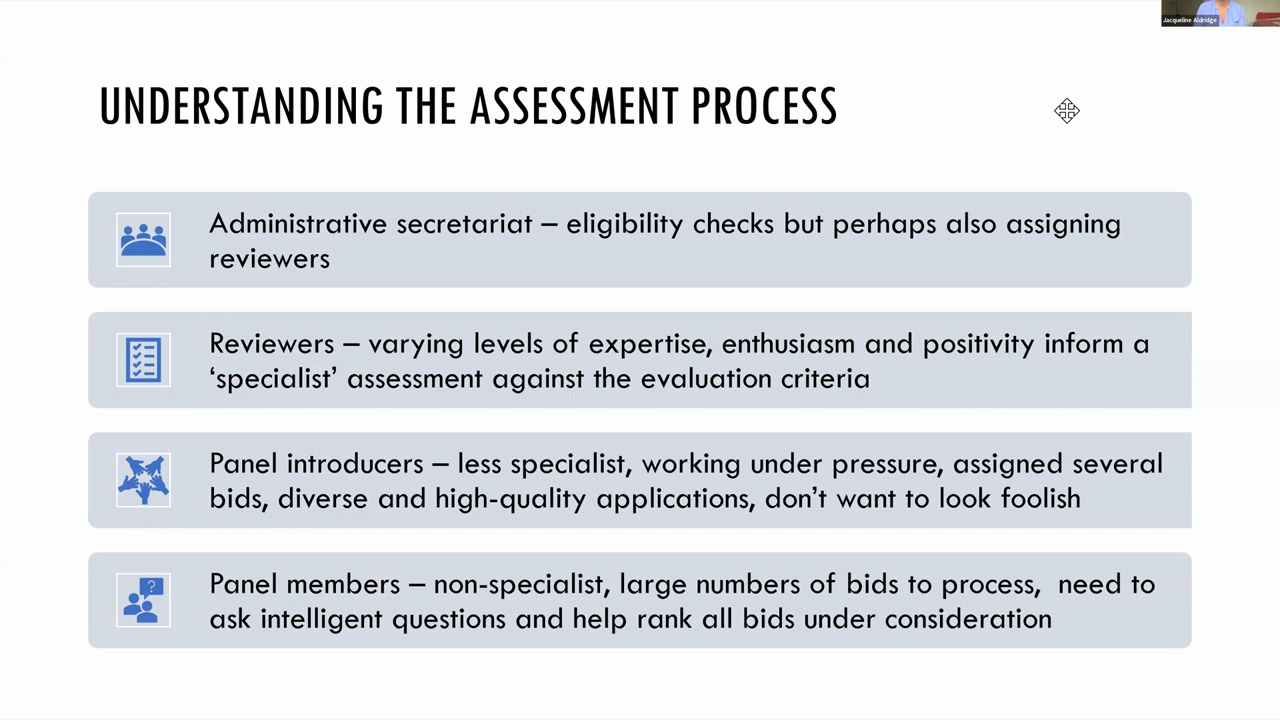 Jacqueline Aldridge
UNDERSTANDING THE ASSESSMENT PROCESS
Administrative secretariat – eligibility checks but perhaps also assigning
reviewers
Reviewers – varying levels of expertise, enthusiasm and positivity inform a
‘specialist’ assessment against the evaluation criteria
Panel introducers – less specialist, working under pressure, assigned several
bids, diverse and high-quality applications, don’t want to look foolish
?
Panel members – non-specialist, large numbers of bids to process,  need to
ask intelligent questions and help rank all bids under consideration